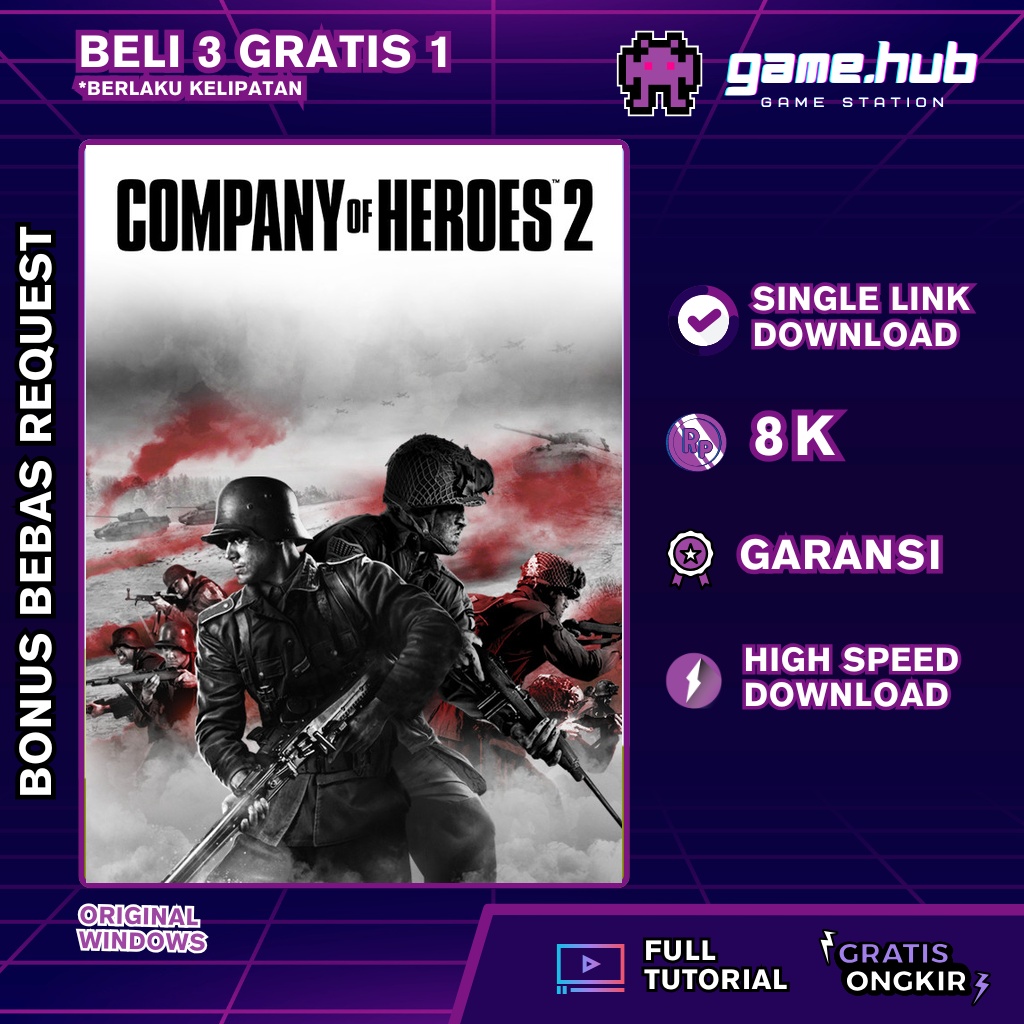 BELI 3 GRATIS 1
*BERLAKU KELIPATAN
game.hub
GAME STATION
COMPANY OF HEROES™ 2
BONUS BEBAS REQUEST
SINGLE LINK
DOWNLOAD
RP
8K
GARANSI
HIGH SPEED
DOWNLOAD
ORIGINAL
WINDOWS
FULL
TUTORIAL
GRATIS
ONGKIR